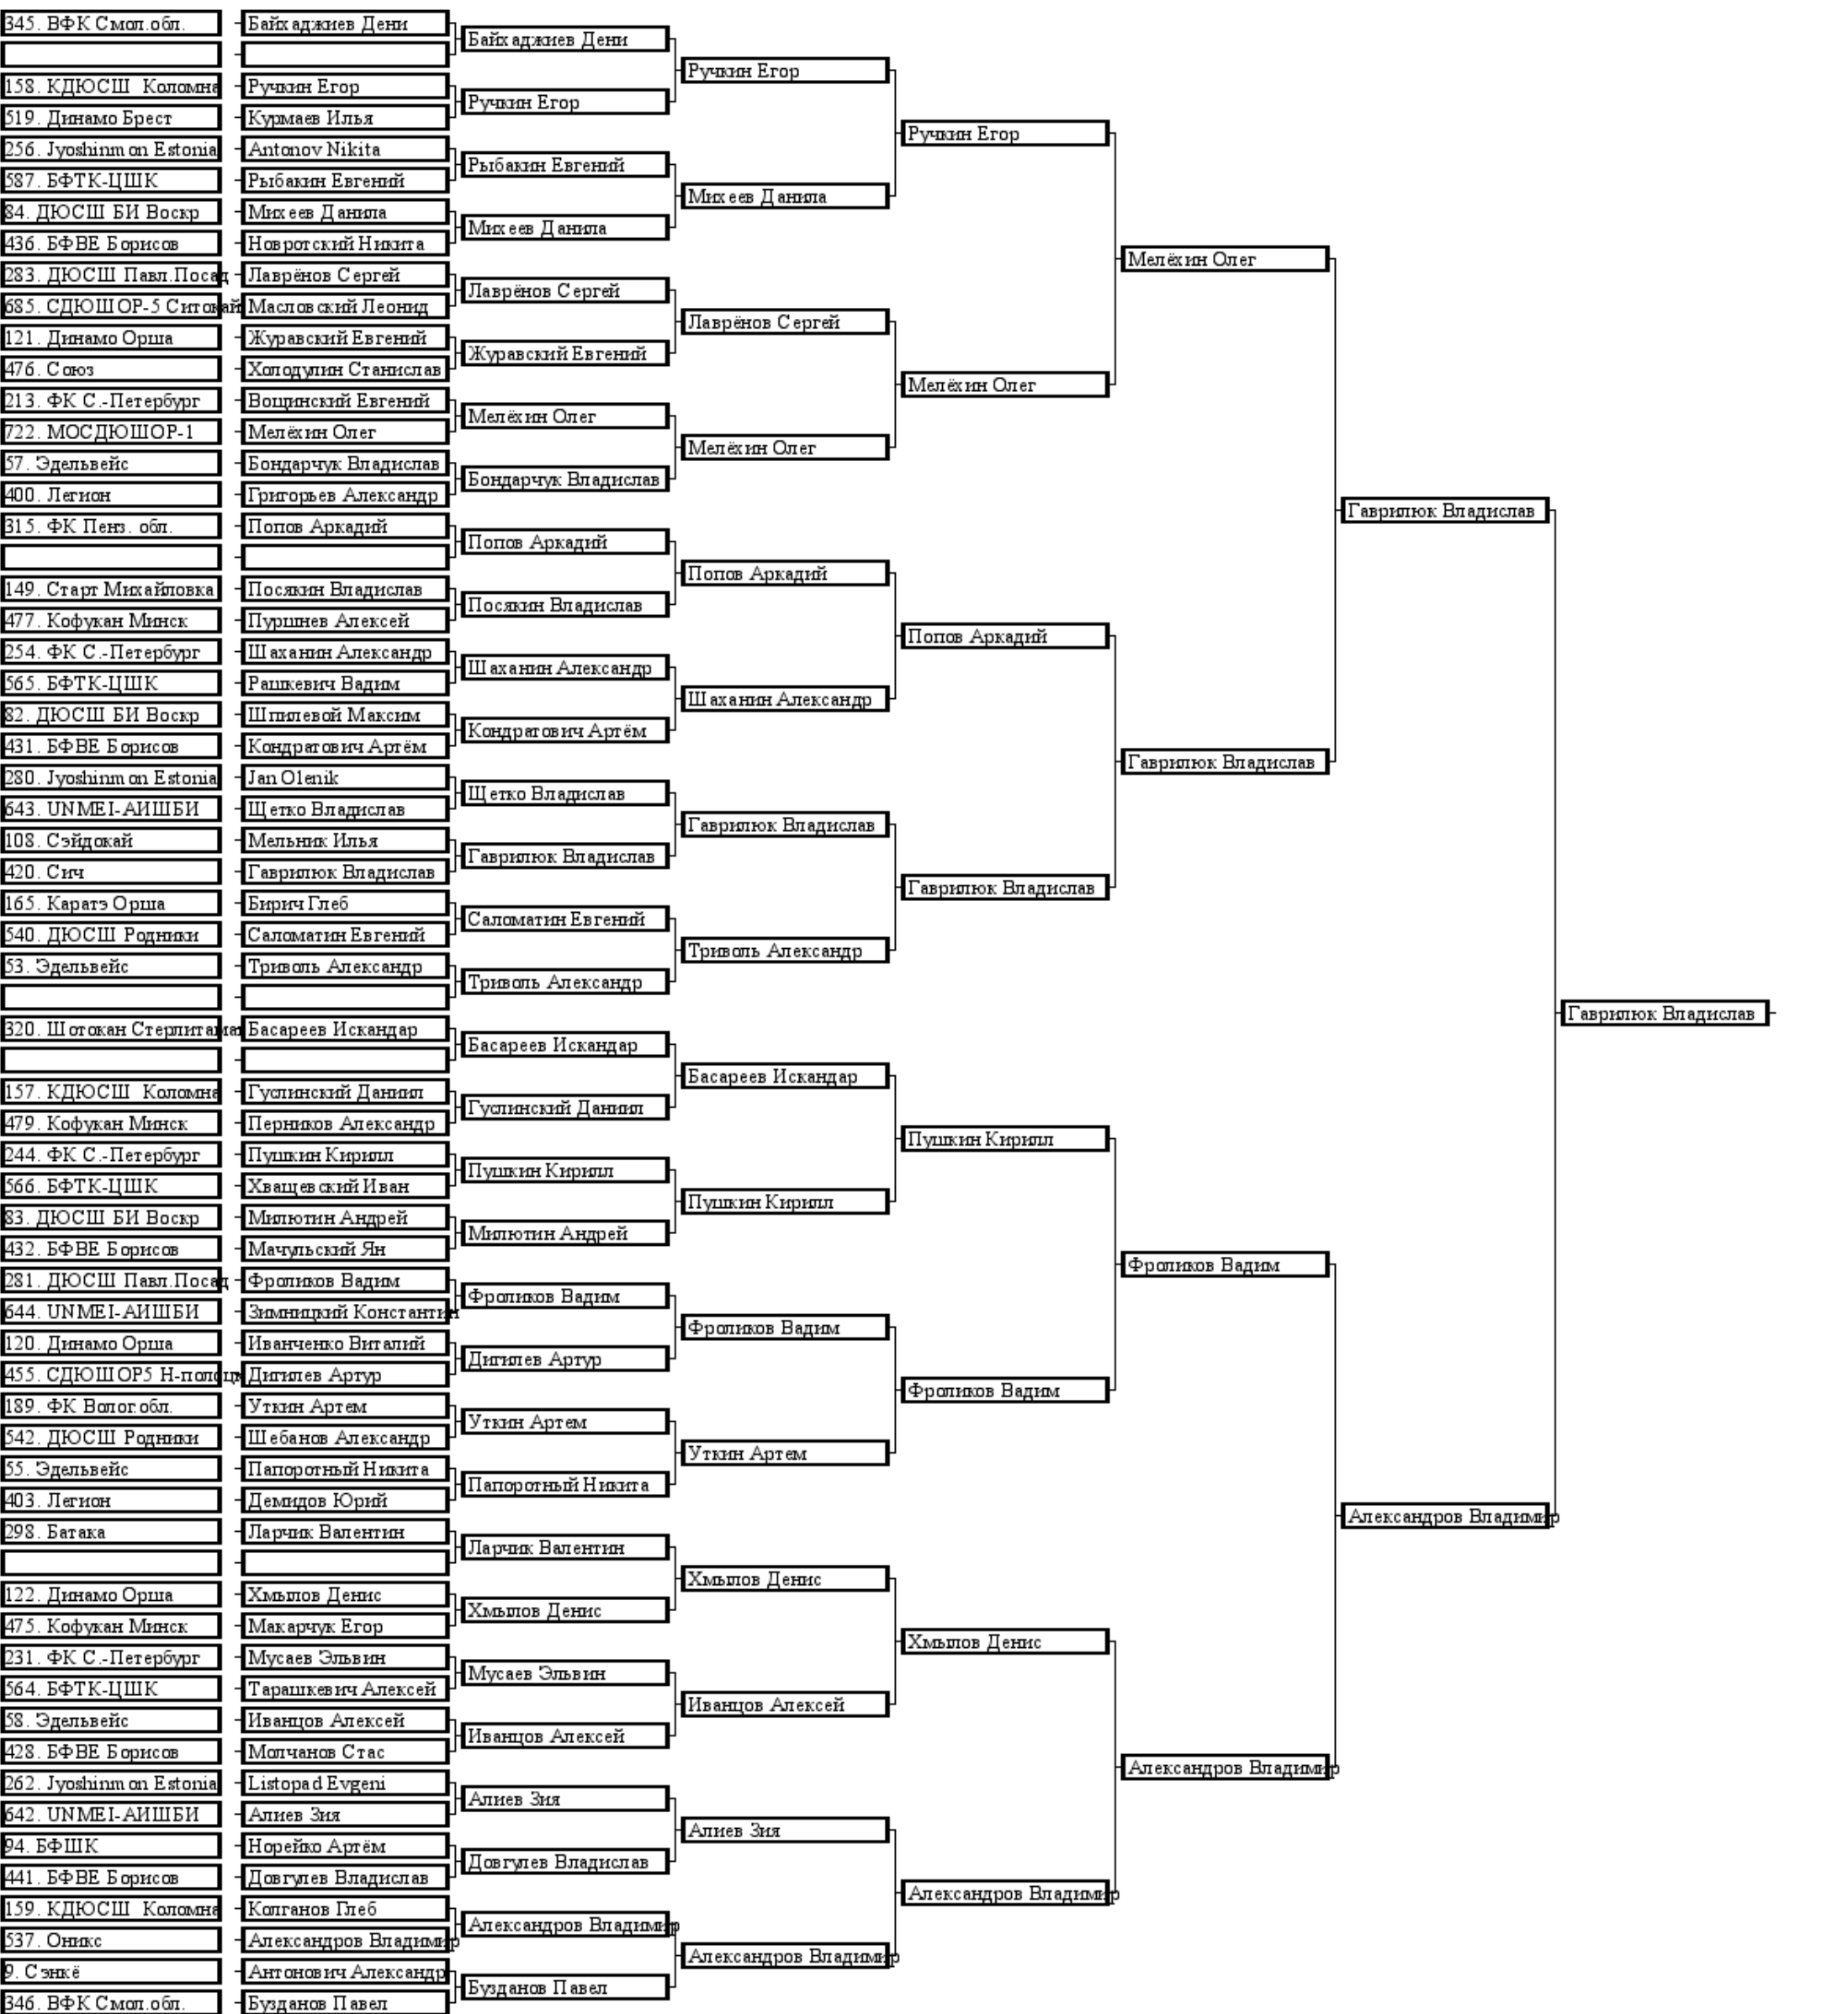 345. ВФК Смол.обл. Байхаджиев Дени
Байхаджиев Дени
Ручкин Егор
158. КДЮСШ Коломна Ручкин Егор
Ручкин Егор
519. Динамо Брест Курмаев Илья
Ручкин Егор
256. Jyoshinmon Estonia Antonov Nikita
Рыбакин Евгений
587. БФТК-ЦШК Рыбакин Евгений
Михеев Данила
84. ДЮСШ БИ Воскр Михеев Данила
Михеев Данила
436. БФВЕ Борисов Новротский Никита
Мелёхин Олег
283. ДЮСШ Павл.Посад Лаврёнов Сергей
Лаврёнов Сергей
685. СДЮШОР-5 Ситокай Масловский Леонид
Лаврёнов Сергей
121. Динамо Орша Журавский Евгений
Журавский Евгений
476. Союз Холодулин Станислав
Мелёхин Олег
213. ФК С.-Петербург Вощинский Евгений
Мелёхин Олег
722. МОСДЮШОР-1 Мелёхин Олег
Мелёхин Олег
57. Эдельвейс Бондарчук Владислав
Бондарчук Владислав
400. Легион Григорьев Александр
Гаврилюк Владислав
315. ФК Пенз. обл. Попов Аркадий
Попов Аркадий
Попов Аркадий
149. Старт Михайловка Посякин Владислав
Посякин Владислав
477. Кофукан Минск Пуршнев Алексей
Попов Аркадий
254. ФК С.-Петербург Шаханин Александр
Шаханин Александр
565. БФТК-ЦШК Рашкевич Вадим
Шаханин Александр
82. ДЮСШ БИ Воскр Шпилевой Максим
Кондратович Артём
431. БФВЕ Борисов Кондратович Артём
Гаврилюк Владислав
280. Jyoshinmon Estonia Jan Olenik
Щетко Владислав
643. UNMEI-АИШБИ Щетко Владислав
Гаврилюк Владислав
108. Сэйдокай Мельник Илья
Гаврилюк Владислав
420. Сич Гаврилюк Владислав
Гаврилюк Владислав
165. Каратэ Орша Бирич Глеб
Саломатин Евгений
540. ДЮСШ Родники Саломатин Евгений
Триволь Александр
53. Эдельвейс Триволь Александр
Триволь Александр
Гаврилюк Владислав
320. Шотокан Стерлитамак Басареев Искандар
Басареев Искандар
Басареев Искандар
157. КДЮСШ Коломна Гуслинский Даниил
Гуслинский Даниил
479. Кофукан Минск Перников Александр
Пушкин Кирилл
244. ФК С.-Петербург Пушкин Кирилл
Пушкин Кирилл
566. БФТК-ЦШК Хващевский Иван
Пушкин Кирилл
83. ДЮСШ БИ Воскр Милютин Андрей
Милютин Андрей
432. БФВЕ Борисов Мачульский Ян
Фроликов Вадим
281. ДЮСШ Павл.Посад Фроликов Вадим
Фроликов Вадим
644. UNMEI-АИШБИ Зимницкий Константин
Фроликов Вадим
120. Динамо Орша Иванченко Виталий
Дигилев Артур
455. СДЮШОР5 Н-полоцк Дигилев Артур
Фроликов Вадим
189. ФК Волог.обл. Уткин Артем
Уткин Артем
542. ДЮСШ Родники Шебанов Александр
Уткин Артем
55. Эдельвейс Папоротный Никита
Папоротный Никита
403. Легион Демидов Юрий
Александров Владимир
298. Батака Ларчик Валентин
Ларчик Валентин
Хмылов Денис
122. Динамо Орша Хмылов Денис
Хмылов Денис
475. Кофукан Минск Макарчук Егор
Хмылов Денис
231. ФК С.-Петербург Мусаев Эльвин
Мусаев Эльвин
564. БФТК-ЦШК Тарашкевич Алексей
Иванцов Алексей
58. Эдельвейс Иванцов Алексей
Иванцов Алексей
428. БФВЕ Борисов Молчанов Стас
Александров Владимир
262. Jyoshinmon Estonia Listopad Evgeni
Алиев Зия
642. UNMEI-АИШБИ Алиев Зия
Алиев Зия
94. БФШК Норейко Артём
Довгулев Владислав
441. БФВЕ Борисов Довгулев Владислав
Александров Владимир
159. КДЮСШ Коломна Колганов Глеб
Александров Владимир
537. Оникс Александров Владимир
Александров Владимир
9. Сэнкё Антонович Александр
Бузданов Павел
346. ВФК Смол.обл. Бузданов Павел